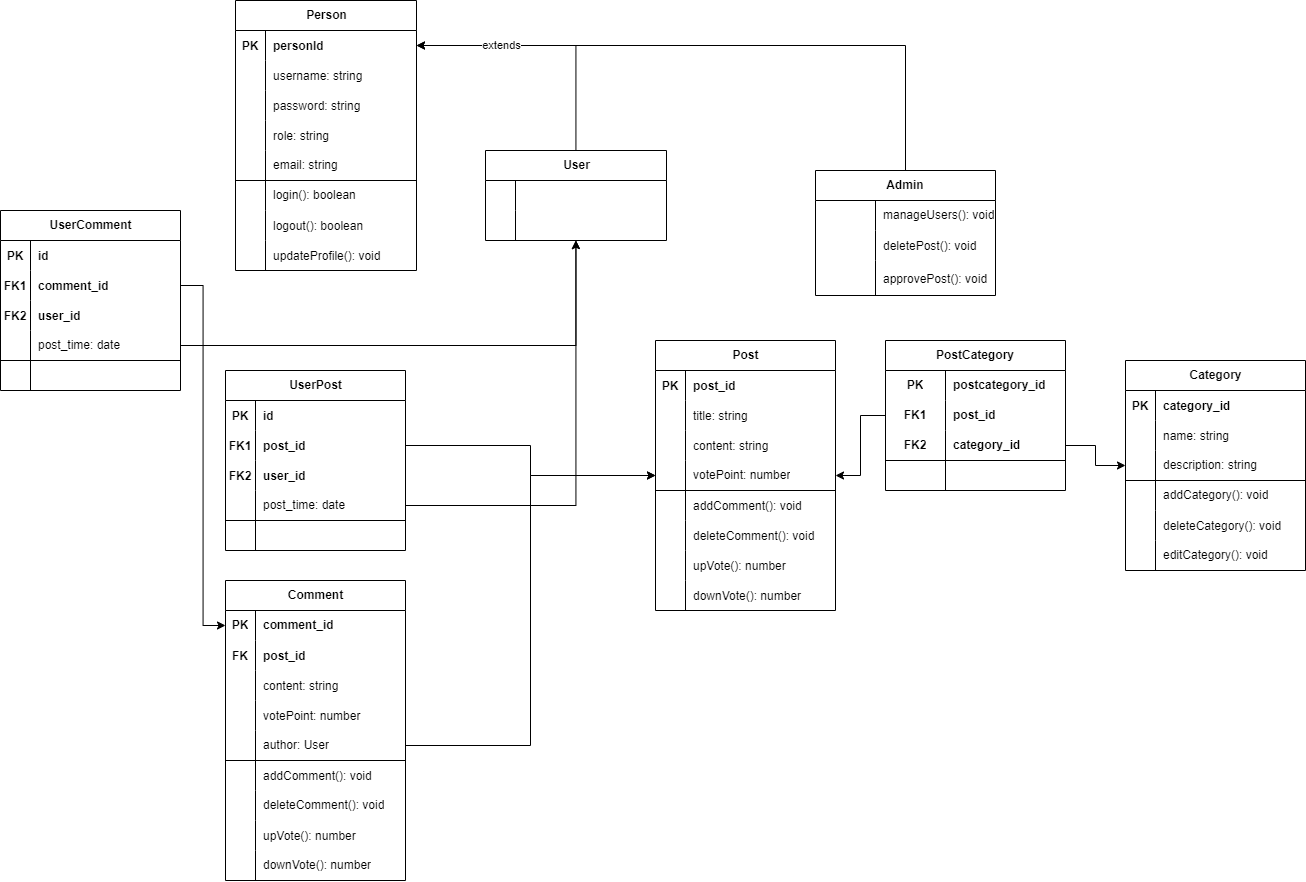 Person
PK personId
username: string
password: string
role: string
email: string
login(): boolean
logout(): boolean
updateProfile(): void
extends
User
Admin
manageUsers(): void
deletePost(): void
approvePost(): void
UserComment
PK id
FK1 comment_id
FK2 user_id
post_time: date
UserPost
PK id
FK1 post_id
FK2 user_id
post_time: date
Post
PK post_id
title: string
content: string
votePoint: number
addComment(): void
deleteComment(): void
upVote(): number
downVote(): number
PostCategory
PK postcategory_id
FK1 post_id
FK2 category_id
Category
PK category_id
name: string
description: string
addCategory(): void
deleteCategory(): void
editCategory(): void
Comment
PK comment_id
FK post_id
content: string
votePoint: number
author: User
addComment(): void
deleteComment(): void
upVote(): number
downVote(): number